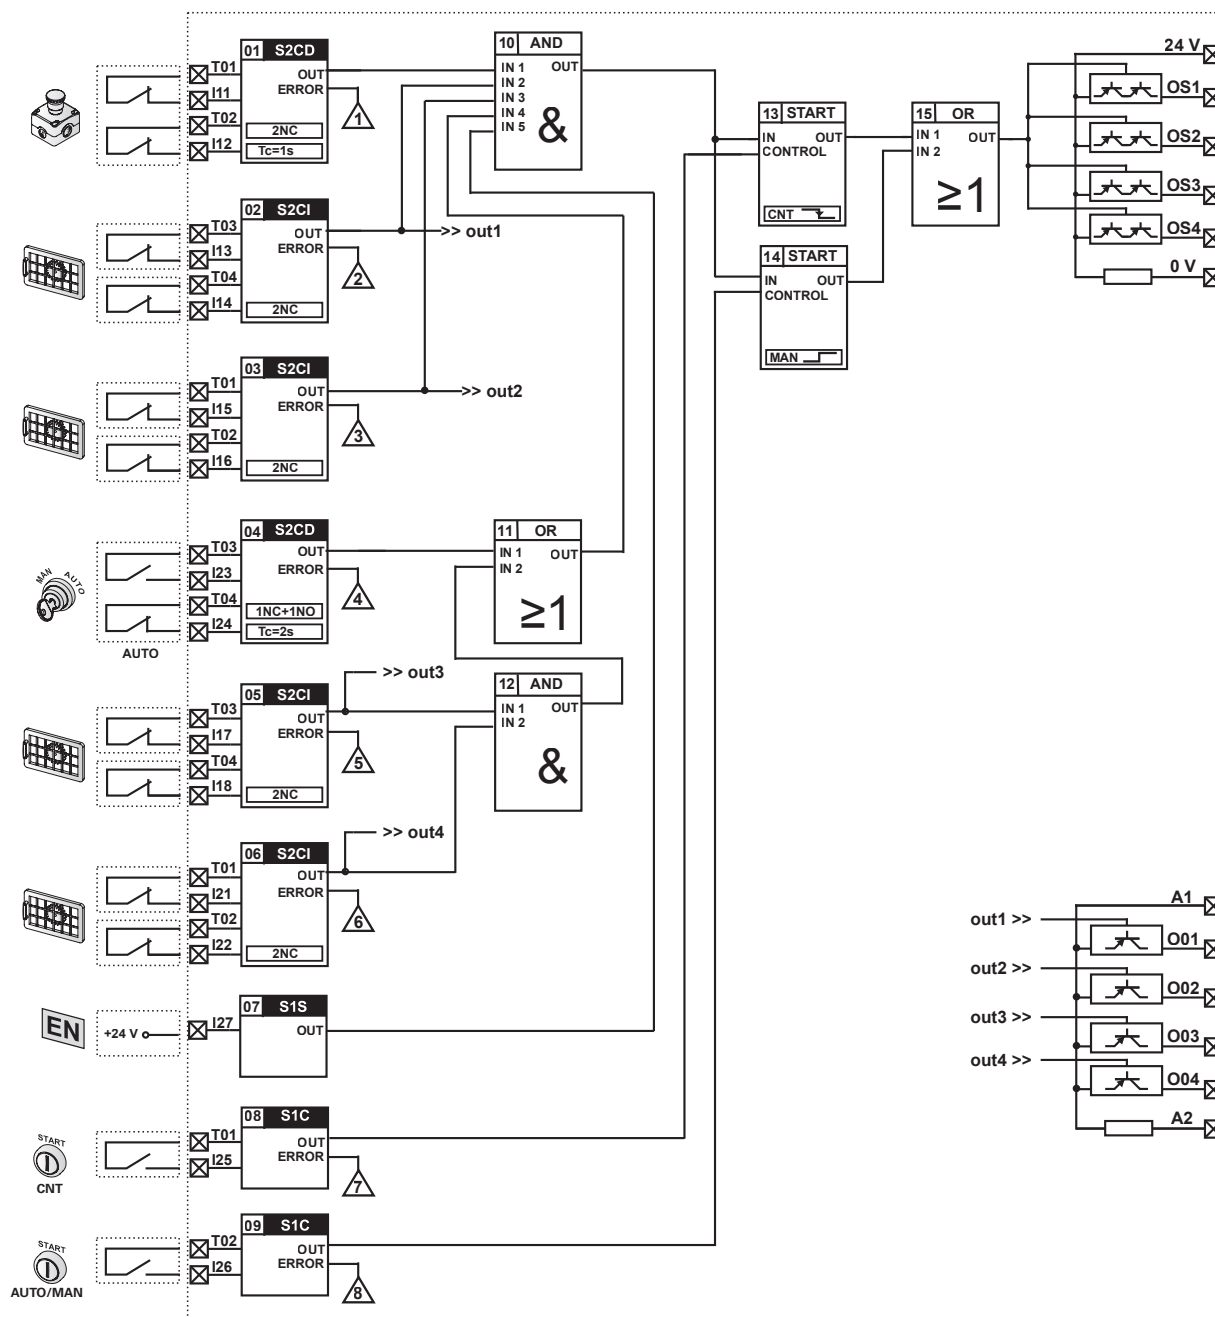 01 S2CD
T01
OUT
I11
ERROR
1
T02
2NC
I12
Tc=1s
02 S2CI
T03
OUT
>> out1
I13
ERROR
2
T04
I14
2NC
03 S2CI
T01
OUT
>> out2
I15
ERROR
3
T02
I16
2NC
MAN AUTO
AUTO
04 S2CD
T03
OUT
I23
ERROR
4
T04
1NC+1NO
I24
Tc=2s
>> out3
05 S2CI
T03
OUT
I17
ERROR
5
T04
I18
2NC
>> out4
06 S2CI
T01
OUT
I21
ERROR
6
T02
I22
2NC
EN
+24 V
07 S1S
I27
OUT
START
CNT
08 S1C
T01
OUT
I25
ERROR
7
START
AUTO/MAN
09 S1C
T02
OUT
I26
ERROR
8
10 AND
IN 1 OUT
IN 2
IN 3
IN 4
IN 5
&
11 OR
IN 1 OUT
IN 2
≥1
12 AND
IN 1 OUT
IN 2
&
13 START
IN OUT
CONTROL
CNT
14 START
IN OUT
CONTROL
MAN
15 OR
IN 1 OUT
IN 2
≥1
24 V
OS1
OS2
OS3
OS4
0 V
A1
out1 >>
O01
out2 >>
O02
out3 >>
O03
out4 >>
O04
A2